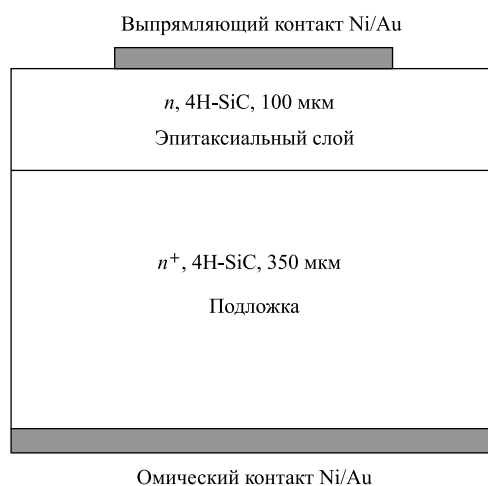 Выпрямляющий контакт Ni/Au
n, 4H-SiC, 100 мкм
Эпитаксиальный слой
n⁺, 4H-SiC, 350 мкм
Подложка
Омический контакт Ni/Au